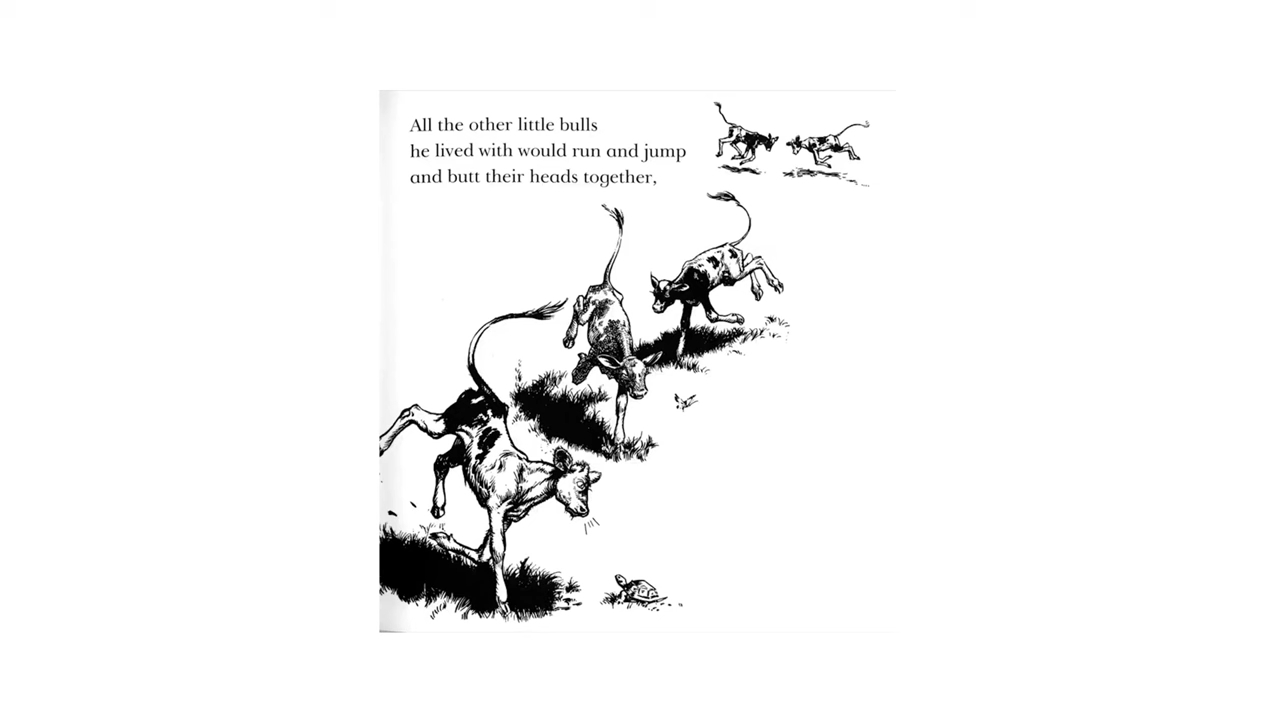 All the other little bulls
he lived with would run and jump
and butt their heads together,